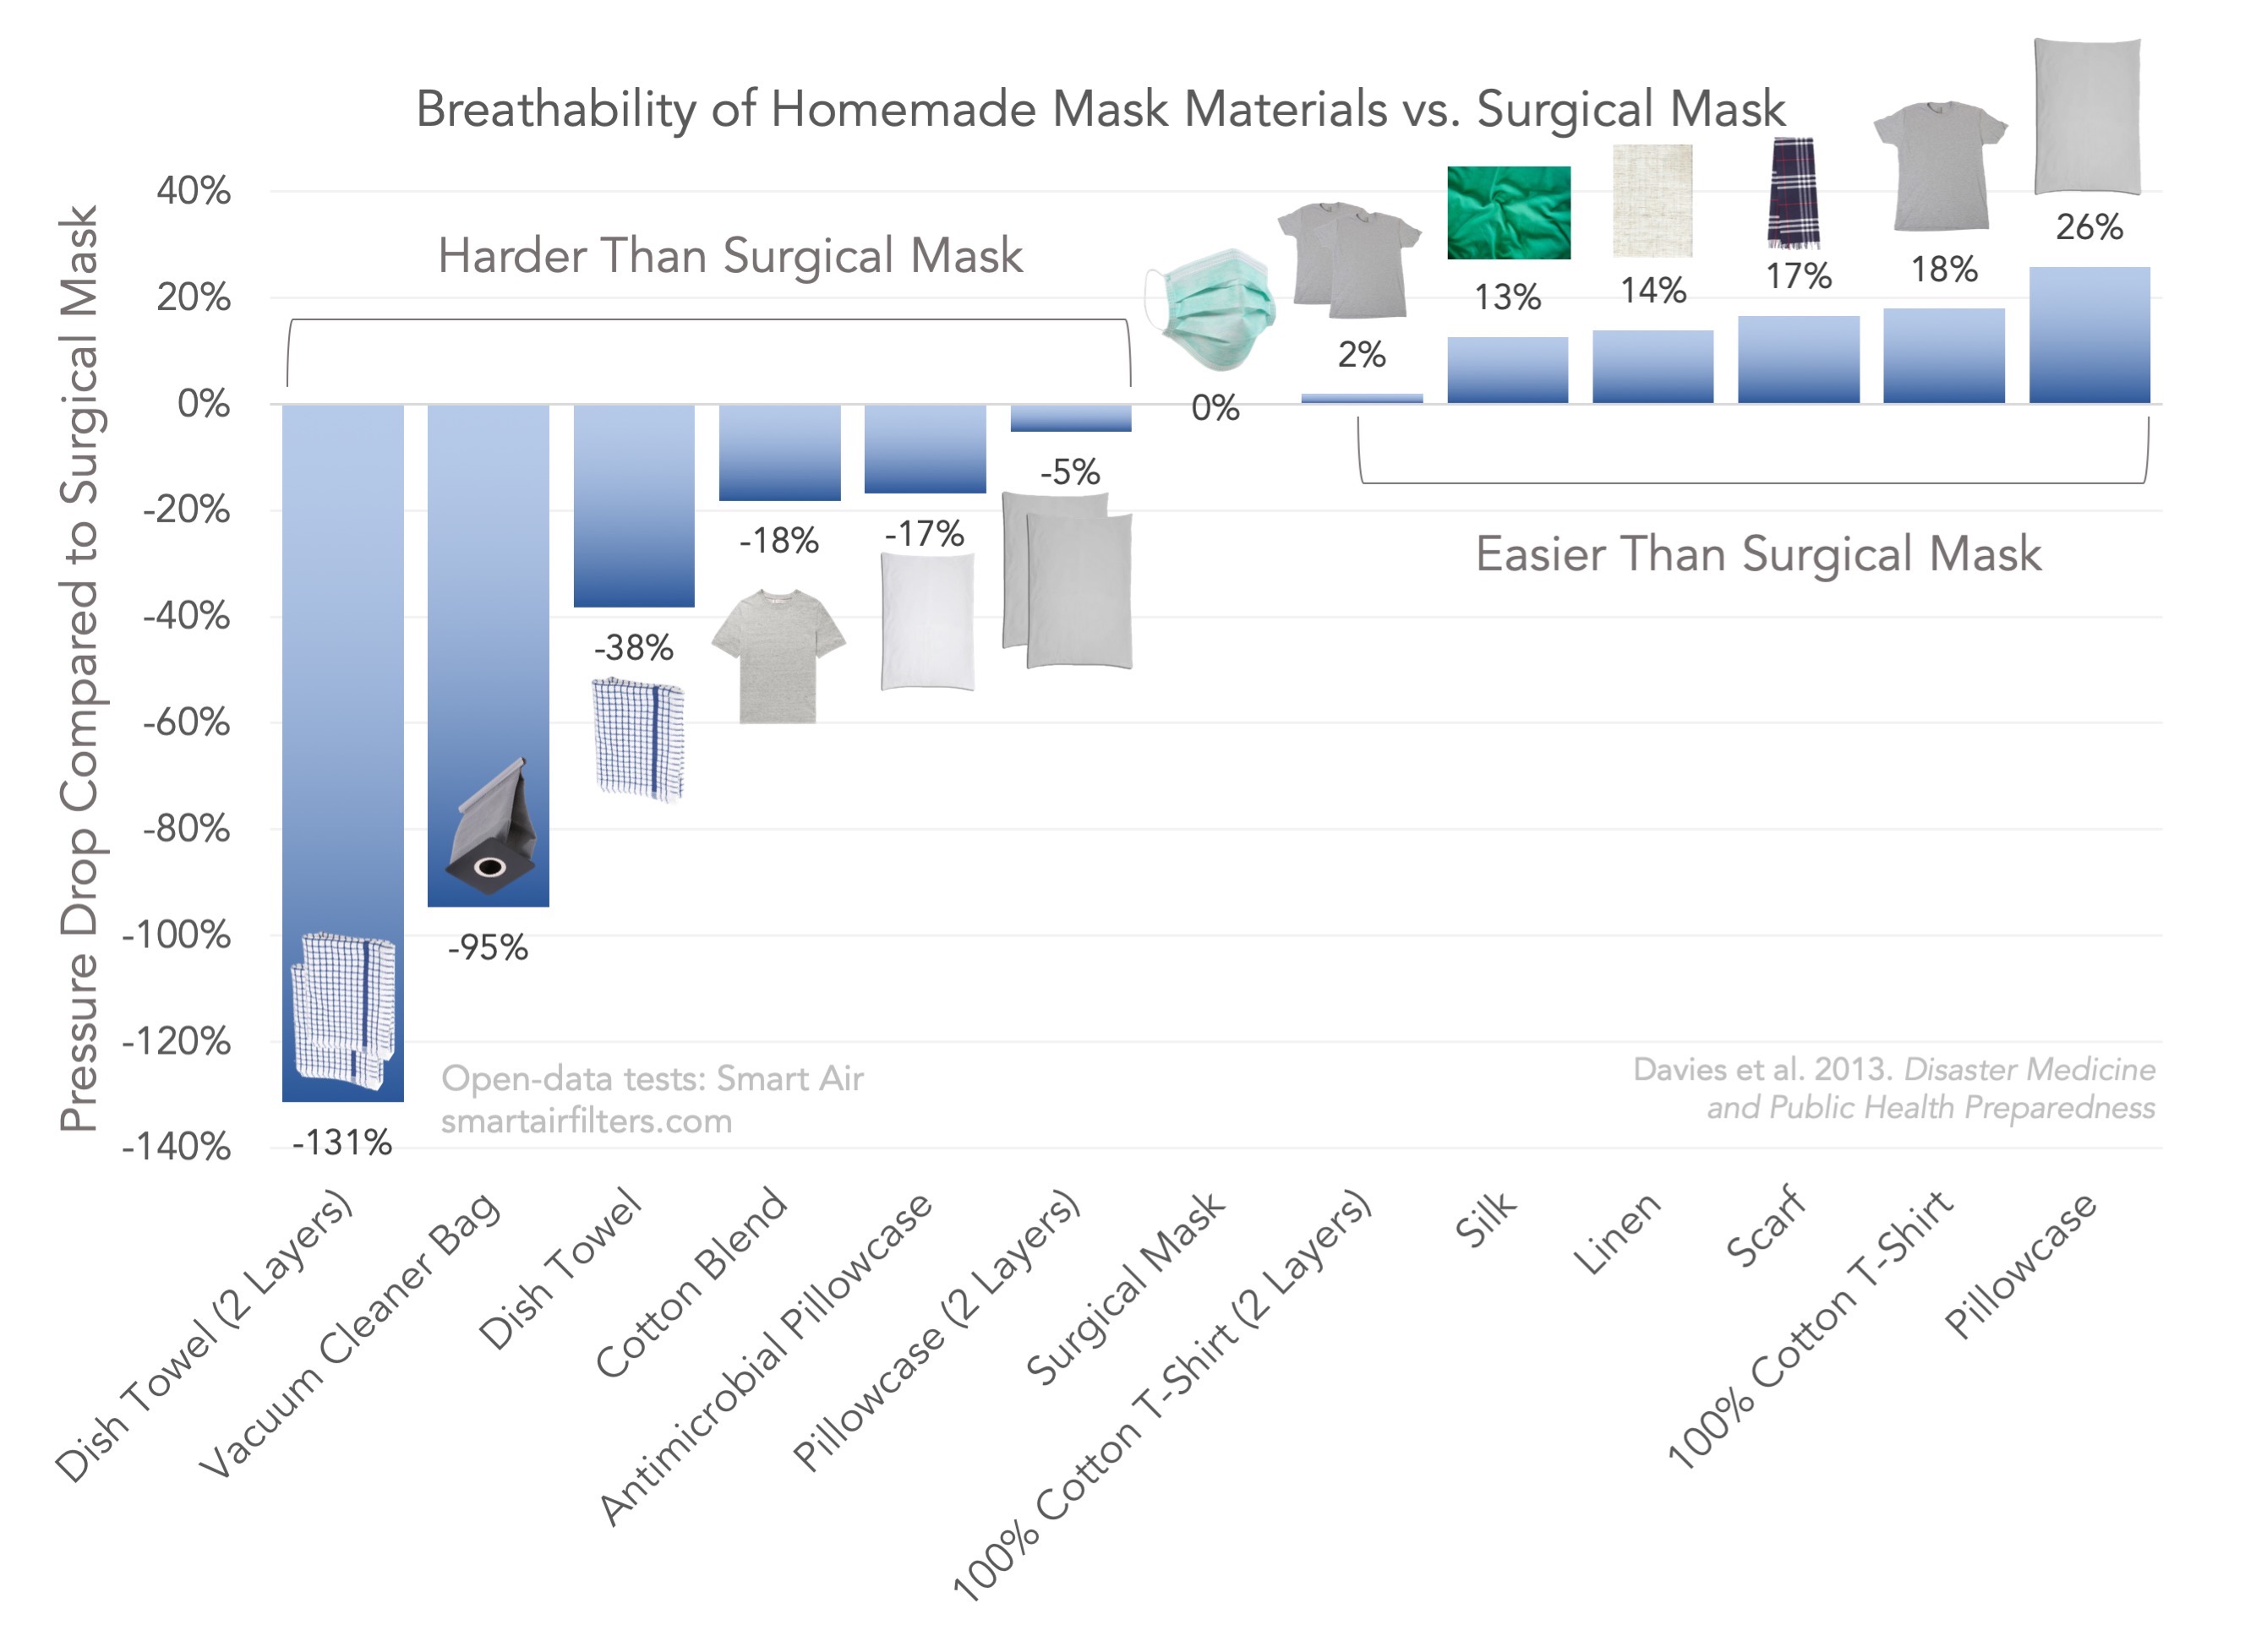 Breathability of Homemade Mask Materials vs. Surgical Mask
Pressure Drop Compared to Surgical Mask
40%
20%
0%
-20%
-40%
-60%
-80%
-100%
-120%
-140%
Harder Than Surgical Mask
Easier Than Surgical Mask
-131%
-95%
-38%
-18%
-17%
-5%
0%
2%
13%
14%
17%
18%
26%
Open-data tests: Smart Air
smartairfilters.com
Davies et al. 2013. Disaster Medicine
and Public Health Preparedness
Dish Towel (2 Layers)
Vacuum Cleaner Bag
Dish Towel
Cotton Blend
Antimicrobial Pillowcase
Pillowcase (2 Layers)
Surgical Mask
100% Cotton T-Shirt (2 Layers)
Silk
Linen
Scarf
100% Cotton T-Shirt
Pillowcase